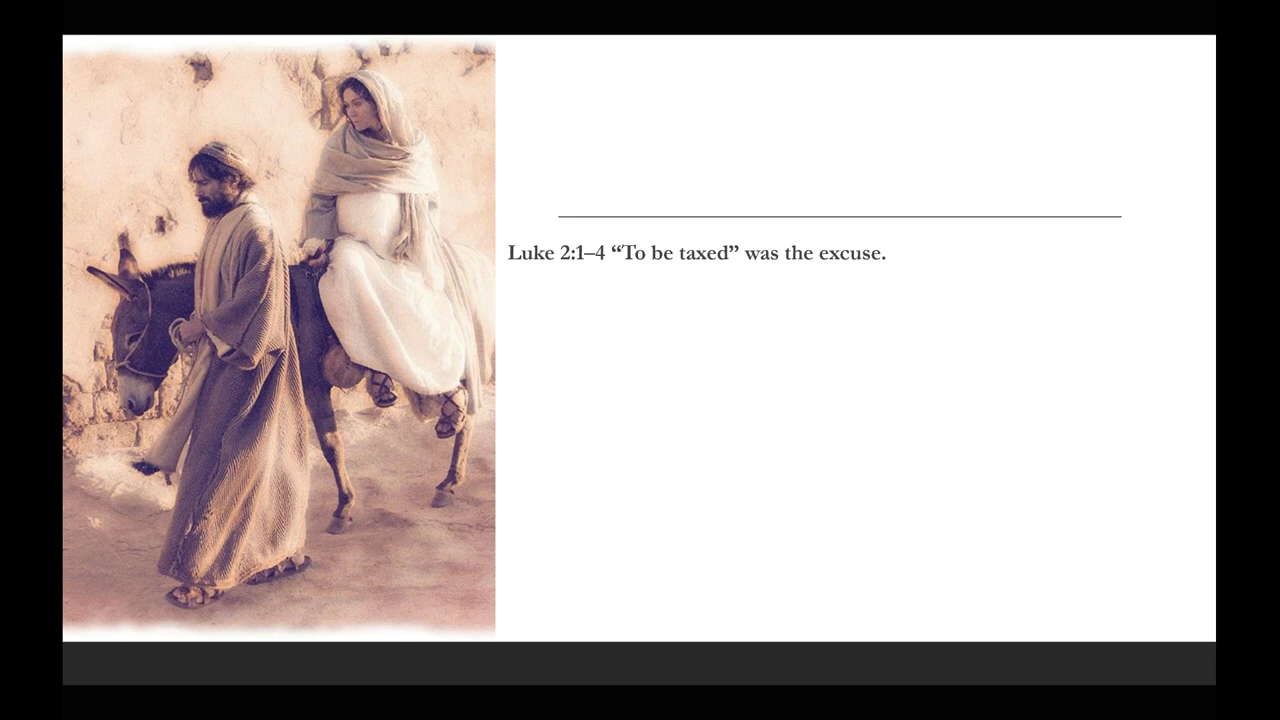 Luke 2:1–4 “To be taxed” was the excuse.